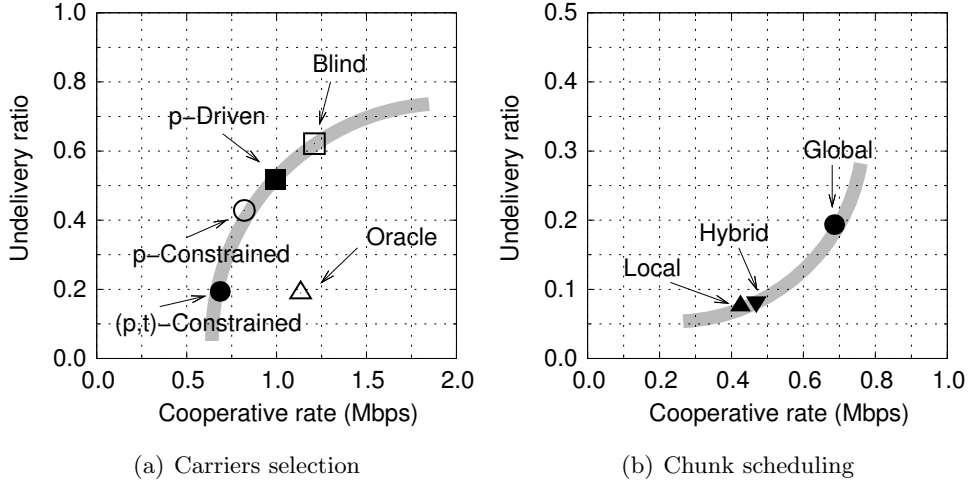 1.0
0.8
0.6
0.4
0.2
0.0
Undelivery ratio
Blind
p-Driven
p-Constrained
Oracle
(p,t)-Constrained
0.0 0.5 1.0 1.5 2.0
Cooperative rate (Mbps)
(a) Carriers selection
0.5
0.4
0.3
0.2
0.1
0.0
Undelivery ratio
Global
Hybrid
Local
0.0 0.2 0.4 0.6 0.8 1.0
Cooperative rate (Mbps)
(b) Chunk scheduling